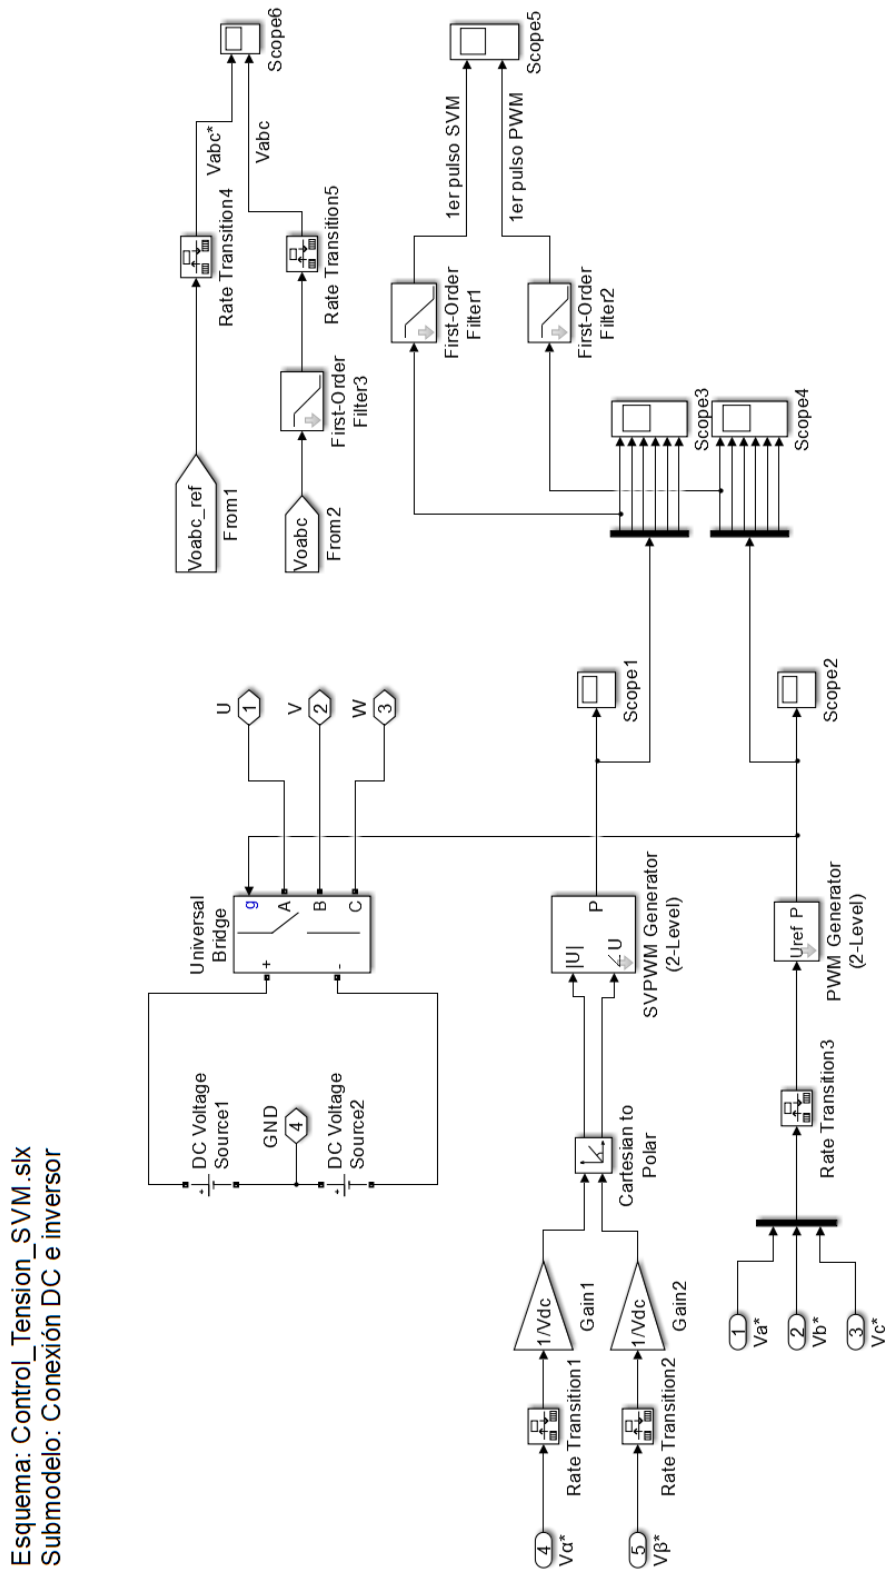 Esquema: Control_Tension_SVM.slx
Submodelo: Conexión DC e inversor
DC Voltage
Source1
GND
4
DC Voltage
Source2
Universal
Bridge
+
-
g
A
B
C
U
1
V
2
W
3
Voabc_ref
From1
Rate Transition4
Vabc*
Voabc
From2
First-Order
Filter3
Rate Transition5
Vabc
Scope6
4
Vα*
Rate Transition1
1/Vdc
Gain1
5
Vβ*
Rate Transition2
1/Vdc
Gain2
Cartesian to
Polar
|U|
∠U
P
SVPWM Generator
(2-Level)
Scope1
First-Order
Filter1
1er pulso SVM
First-Order
Filter2
1er pulso PWM
Scope5
Scope3
Scope4
1
Va*
2
Vb*
3
Vc*
Rate Transition3
Uref P
PWM Generator
(2-Level)
Scope2